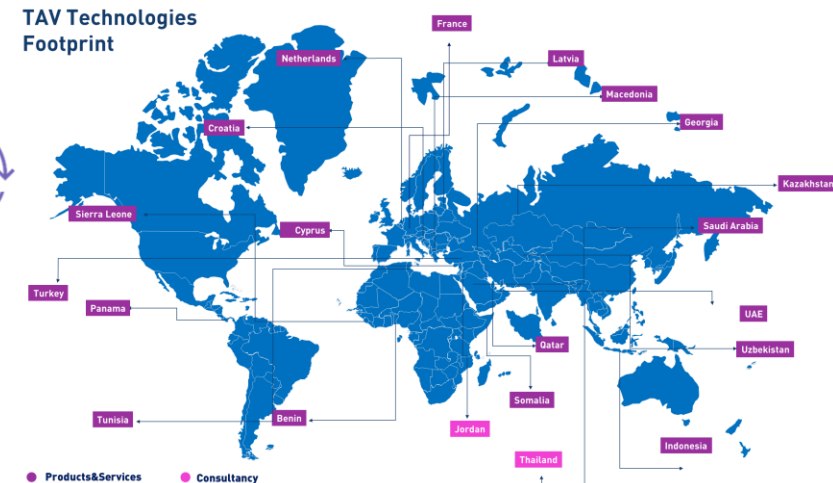 TAV Technologies
Footprint
France
Netherlands
Latvia
Macedonia
Croatia
Georgia
Kazakhstan
Sierra Leone
Cyprus
Saudi Arabia
Turkey
Panama
UAE
Qatar
Uzbekistan
Somalia
Tunisia
Benin
Jordan
Indonesia
Thailand
Products&Services
Consultancy